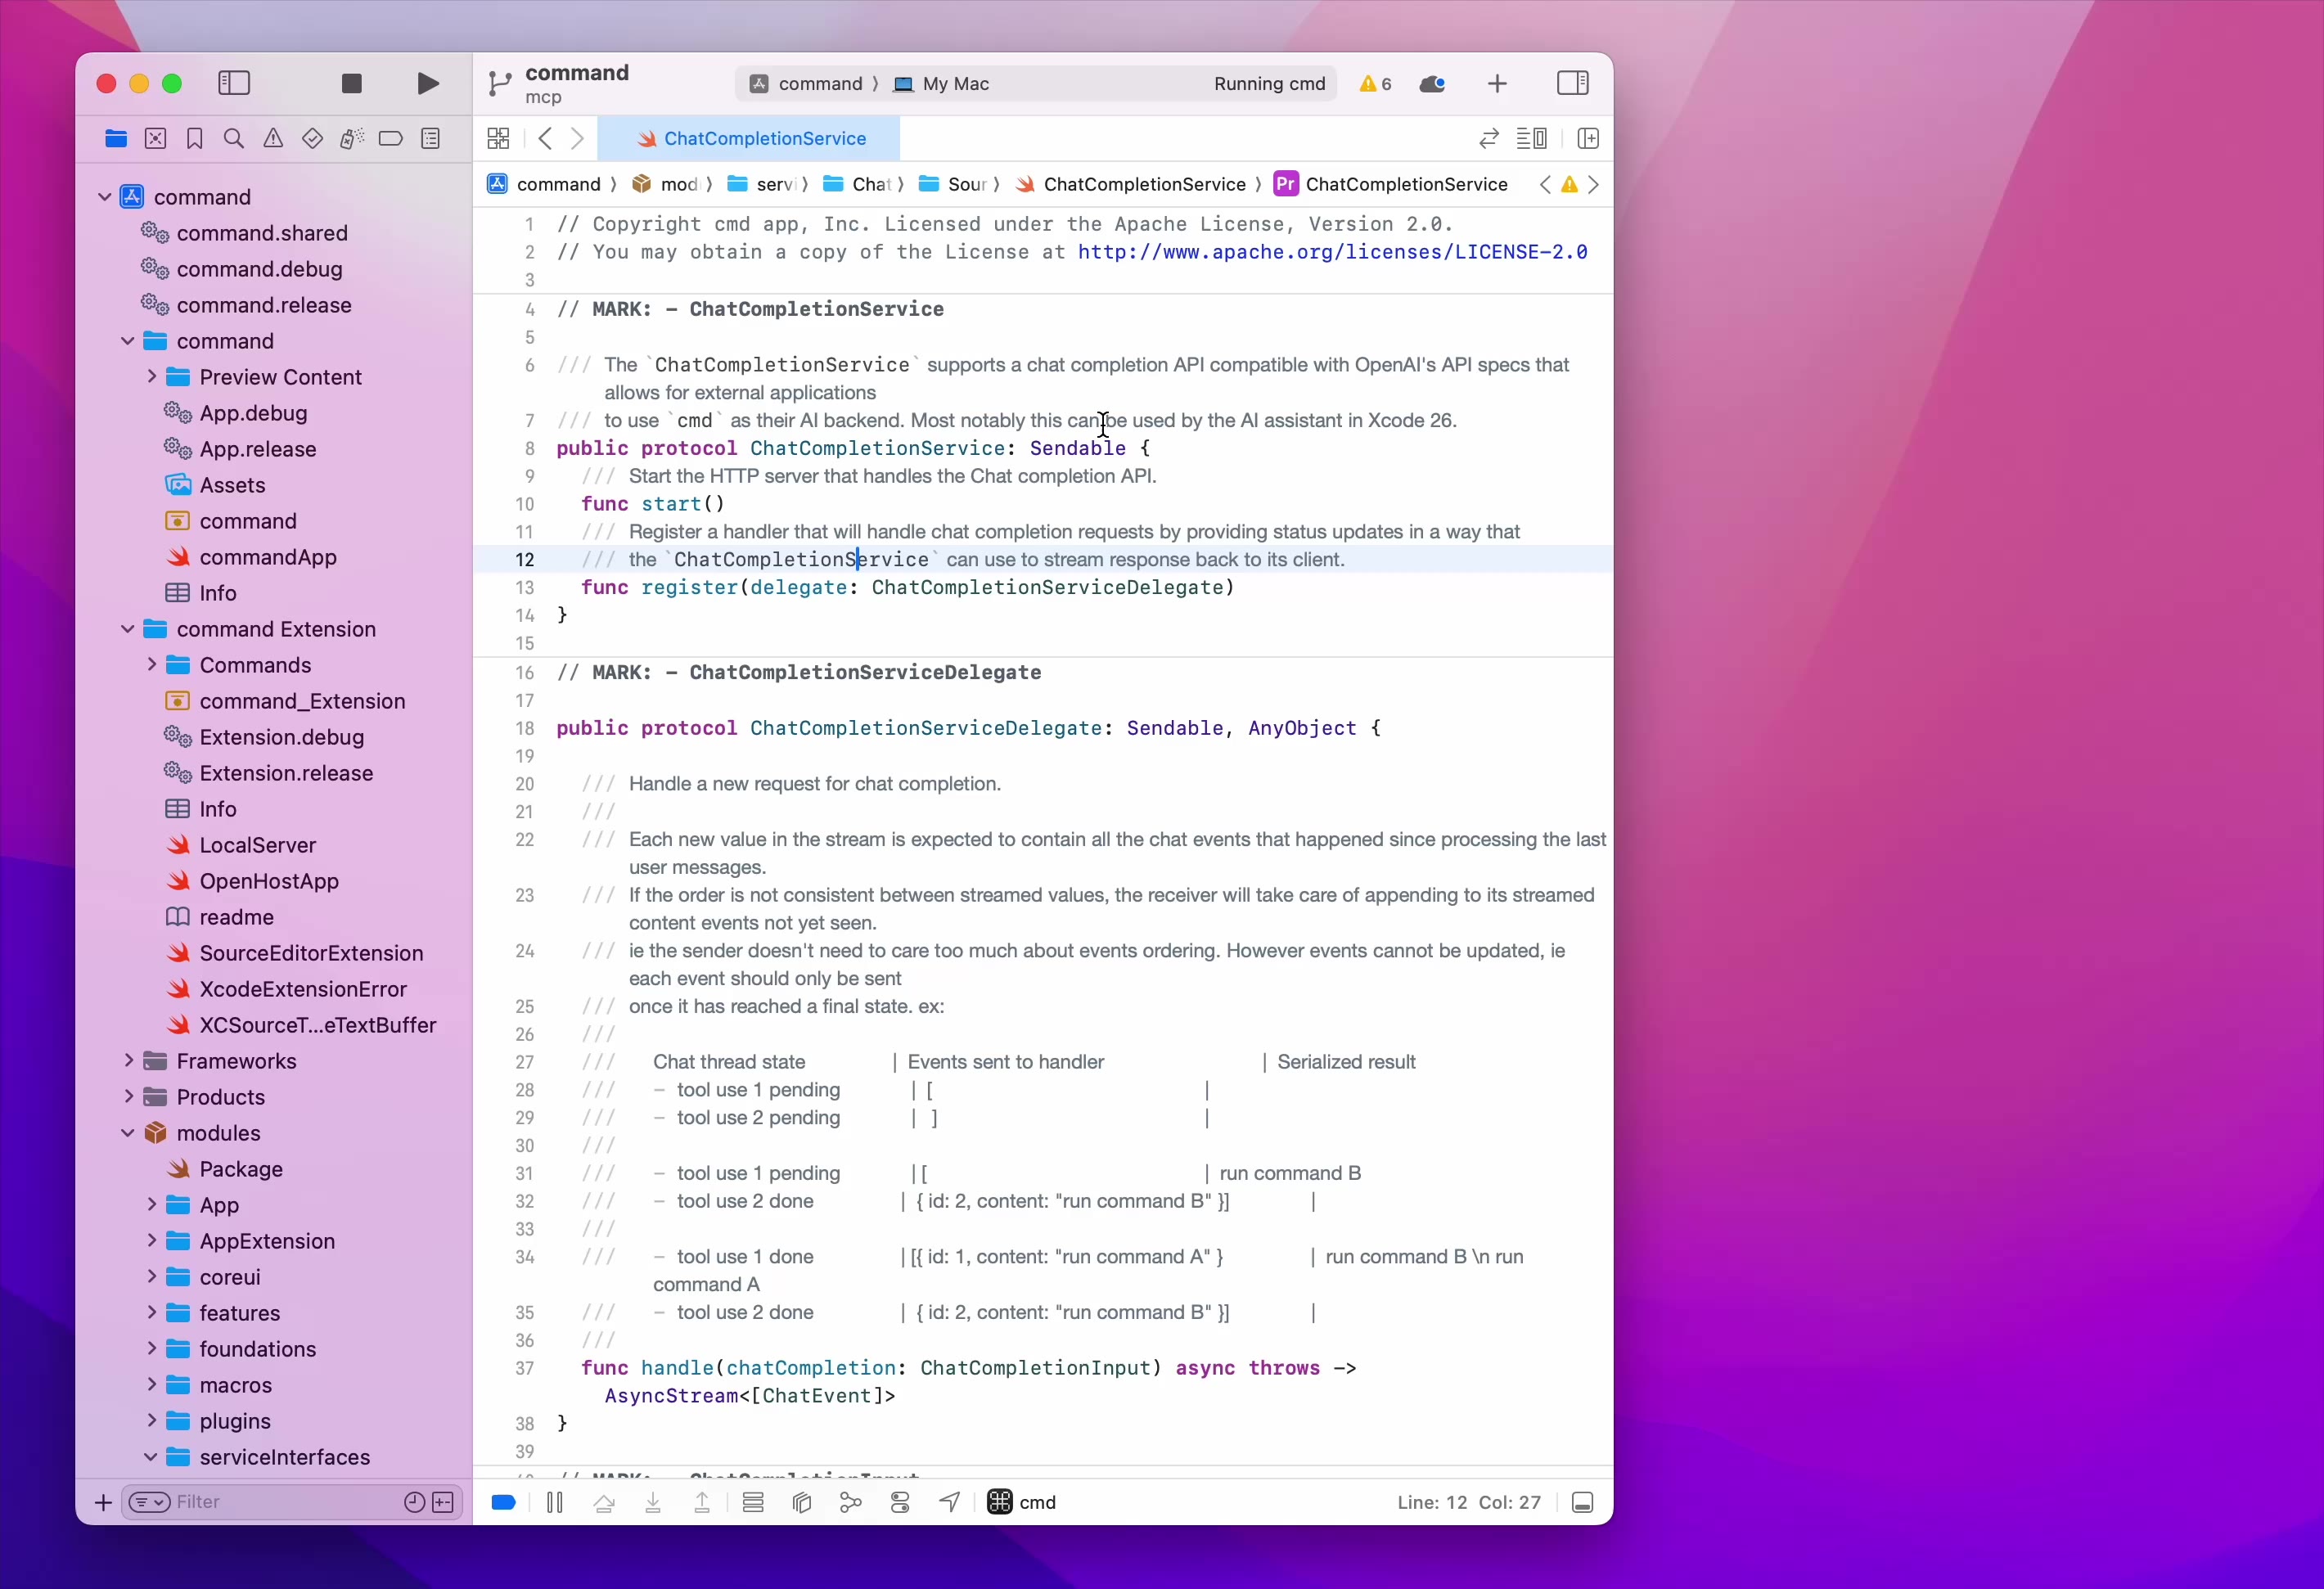 command
mcp
command 〉 My Mac
Running cmd
6
ChatCompletionService
command 〉 mod 〉 servi 〉 Chat 〉 Sour 〉 ChatCompletionService 〉 Pr ChatCompletionService
command
command.shared
command.debug
command.release
command
Preview Content
App.debug
App.release
Assets
command
commandApp
Info
command Extension
Commands
command_Extension
Extension.debug
Extension.release
Info
LocalServer
OpenHostApp
readme
SourceEditorExtension
XcodeExtensionError
XCSourceT...eTextBuffer
Frameworks
Products
modules
Package
App
AppExtension
coreui
features
foundations
macros
plugins
serviceInterfaces
Filter
1 // Copyright cmd app, Inc. Licensed under the Apache License, Version 2.0.
2 // You may obtain a copy of the License at http://www.apache.org/licenses/LICENSE-2.0
3
4 // MARK: - ChatCompletionService
5
6 /// The `ChatCompletionService` supports a chat completion API compatible with OpenAI's API specs that
allows for external applications
7 /// to use `cmd` as their AI backend. Most notably this can be used by the AI assistant in Xcode 26.
8 public protocol ChatCompletionService: Sendable {
9 /// Start the HTTP server that handles the Chat completion API.
10 func start()
11 /// Register a handler that will handle chat completion requests by providing status updates in a way that
12 /// the `ChatCompletionService` can use to stream response back to its client.
13 func register(delegate: ChatCompletionServiceDelegate)
14 }
15
16 // MARK: - ChatCompletionServiceDelegate
17
18 public protocol ChatCompletionServiceDelegate: Sendable, AnyObject {
19
20 /// Handle a new request for chat completion.
21 ///
22 /// Each new value in the stream is expected to contain all the chat events that happened since processing the last
user messages.
23 /// If the order is not consistent between streamed values, the receiver will take care of appending to its streamed
content events not yet seen.
24 /// ie the sender doesn't need to care too much about events ordering. However events cannot be updated, ie
each event should only be sent
25 /// once it has reached a final state. ex:
26 ///
27 /// Chat thread state | Events sent to handler | Serialized result
28 /// - tool use 1 pending | [ |
29 /// - tool use 2 pending | ] |
30 ///
31 /// - tool use 1 pending |[ | run command B
32 /// - tool use 2 done | { id: 2, content: "run command B" }] |
33 ///
34 /// - tool use 1 done |[{ id: 1, content: "run command A" } | run command B \n run
command A
35 /// - tool use 2 done | { id: 2, content: "run command B" }] |
36 ///
37 func handle(chatCompletion: ChatCompletionInput) async throws ->
AsyncStream<[ChatEvent]>
38 }
39
40 // MARK: - ChatCompletionInput
cmd
Line: 12 Col: 27